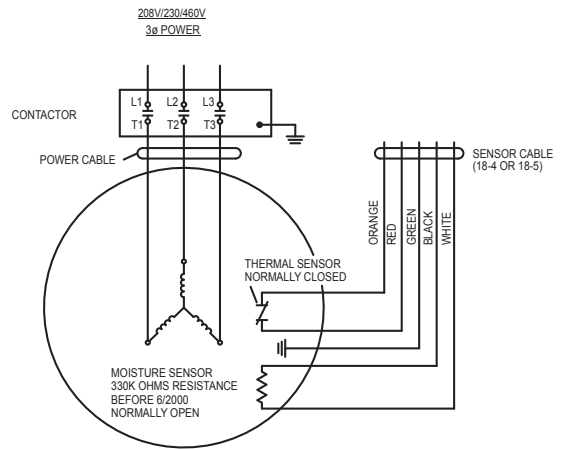 208V/230/460V
3ø POWER
L1
L2
L3
T1
T2
T3
CONTACTOR
POWER CABLE
SENSOR CABLE
(18-4 OR 18-5)
ORANGE
RED
GREEN
BLACK
WHITE
THERMAL SENSOR
NORMALLY CLOSED
MOISTURE SENSOR
330K OHMS RESISTANCE
BEFORE 6/2000
NORMALLY OPEN